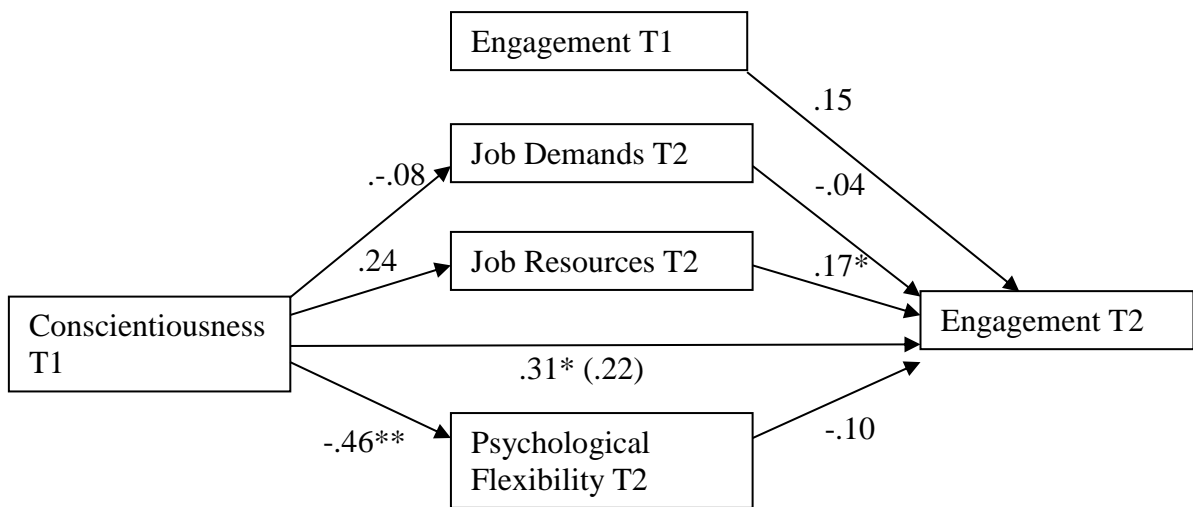 Engagement T1
.15
Job Demands T2
.-.08
-.04
Job Resources T2
.24
.17*
Conscientiousness
T1
Engagement T2
.31* (.22)
-.46**
Psychological
Flexibility T2
-.10